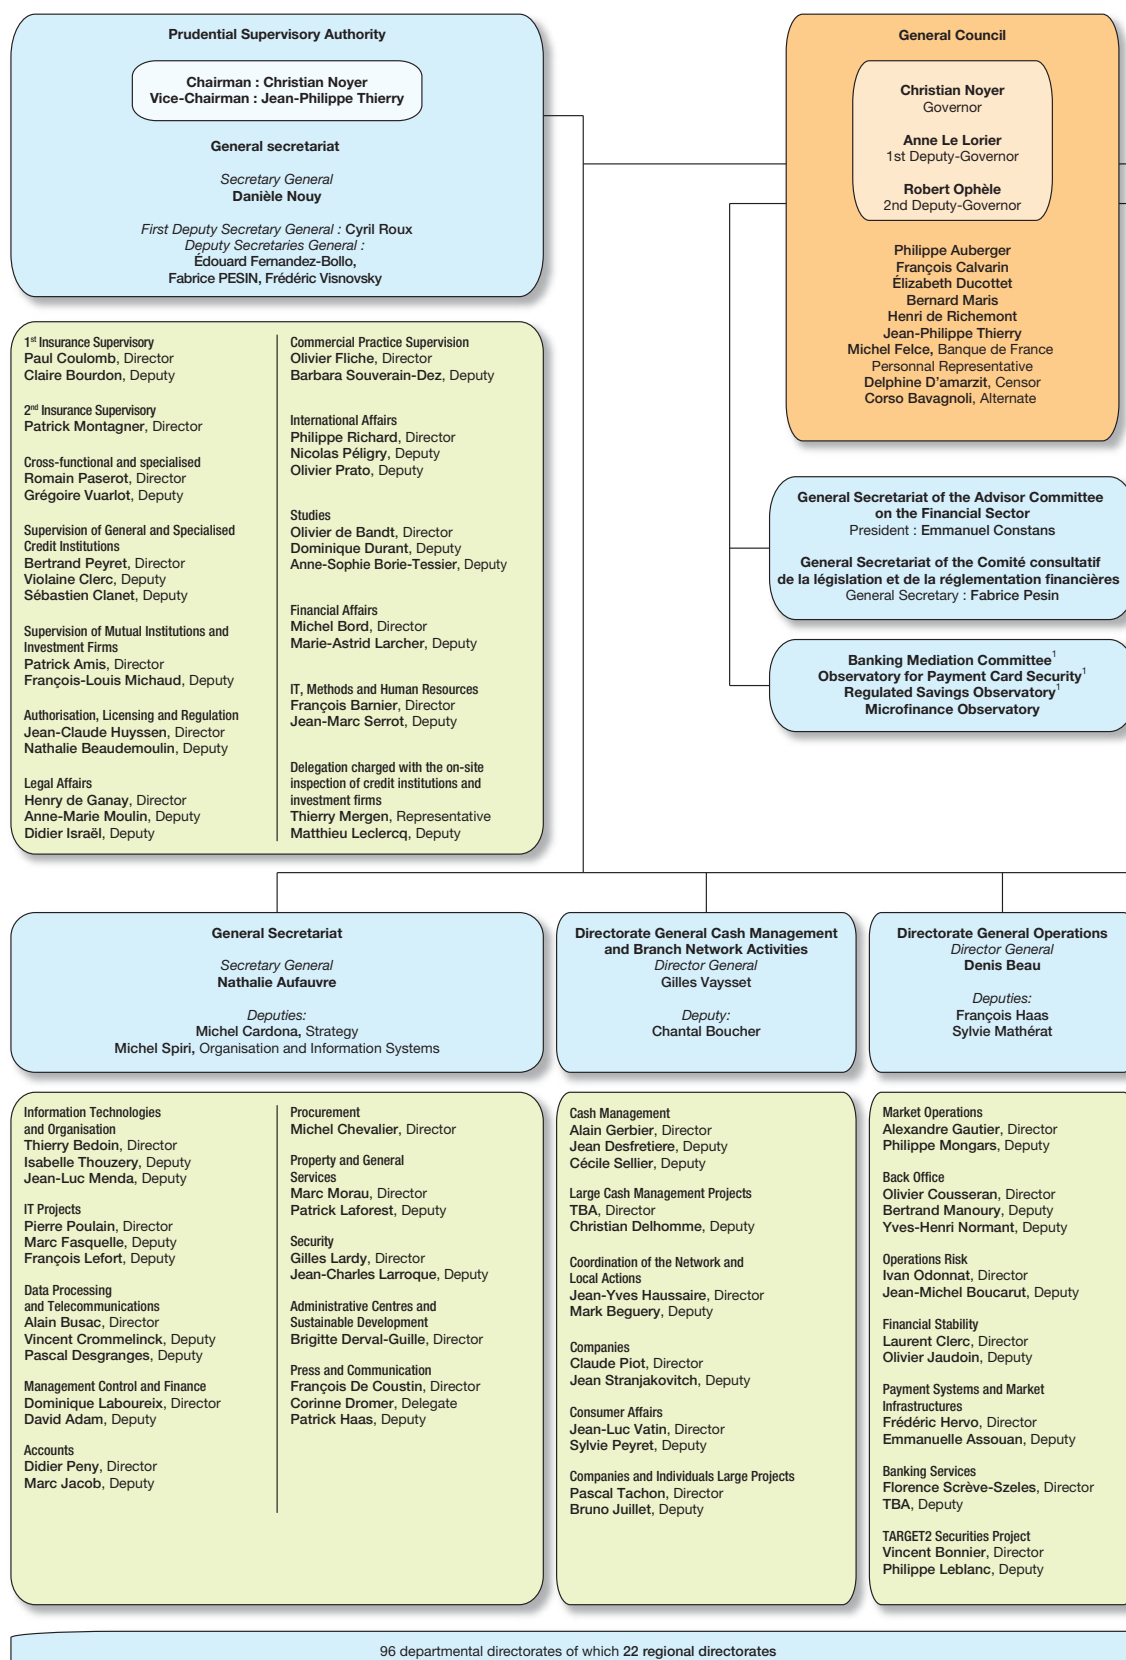 Prudential Supervisory Authority
Chairman : Christian Noyer
Vice-Chairman : Jean-Philippe Thierry
General secretariat
Secretary General
Danièle Nouy
First Deputy Secretary General : Cyril Roux
Deputy Secretaries General :
Édouard Fernandez-Bollo,
Fabrice PESIN, Frédéric Visnovsky
General Council
Christian Noyer
Governor
Anne Le Lorier
1st Deputy-Governor
Robert Ophèle
2nd Deputy-Governor
Philippe Auberger
François Calvarin
Élizabeth Ducottet
Bernard Maris
Henri de Richemont
Jean-Philippe Thierry
Michel Felce, Banque de France
Personnal Representative
Delphine D'amarzit, Censor
Corso Bavagnoli, Alternate
1st Insurance Supervisory
Paul Coulomb, Director
Claire Bourdon, Deputy
2nd Insurance Supervisory
Patrick Montagner, Director
Cross-functional and specialised
Romain Paserot, Director
Grégoire Vuarlot, Deputy
Supervision of General and Specialised
Credit Institutions
Bertrand Peyret, Director
Violaine Clerc, Deputy
Sébastien Clanet, Deputy
Supervision of Mutual Institutions and
Investment Firms
Patrick Amis, Director
François-Louis Michaud, Deputy
Authorisation, Licensing and Regulation
Jean-Claude Huyssen, Director
Nathalie Beaudemoulin, Deputy
Legal Affairs
Henry de Ganay, Director
Anne-Marie Moulin, Deputy
Didier Israël, Deputy
Commercial Practice Supervision
Olivier Fliche, Director
Barbara Souverain-Dez, Deputy
International Affairs
Philippe Richard, Director
Nicolas Péligry, Deputy
Olivier Prato, Deputy
Studies
Olivier de Bandt, Director
Dominique Durant, Deputy
Anne-Sophie Borie-Tessier, Deputy
Financial Affairs
Michel Bord, Director
Marie-Astrid Larcher, Deputy
IT, Methods and Human Resources
François Barnier, Director
Jean-Marc Serrot, Deputy
Delegation charged with the on-site
inspection of credit institutions and
investment firms
Thierry Mergen, Representative
Matthieu Leclercq, Deputy
General Secretariat of the Advisor Committee
on the Financial Sector
President : Emmanuel Constans
General Secretariat of the Comité consultatif
de la législation et de la réglementation financières
General Secretary : Fabrice Pesin
Banking Mediation Committee1
Observatory for Payment Card Security1
Regulated Savings Observatory1
Microfinance Observatory
General Secretariat
Secretary General
Nathalie Aufauvre
Deputies:
Michel Cardona, Strategy
Michel Spiri, Organisation and Information Systems
Directorate General Cash Management
and Branch Network Activities
Director General
Gilles Vaysset
Deputy:
Chantal Boucher
Directorate General Operations
Director General
Denis Beau
Deputies:
François Haas
Sylvie Mathérat
Information Technologies
and Organisation
Thierry Bedoin, Director
Isabelle Thouzery, Deputy
Jean-Luc Menda, Deputy
IT Projects
Pierre Poulain, Director
Marc Fasquelle, Deputy
François Lefort, Deputy
Data Processing
and Telecommunications
Alain Busac, Director
Vincent Crommelinck, Deputy
Pascal Desgranges, Deputy
Management Control and Finance
Dominique Laboureix, Director
David Adam, Deputy
Accounts
Didier Peny, Director
Marc Jacob, Deputy
Procurement
Michel Chevalier, Director
Property and General
Services
Marc Morau, Director
Patrick Laforest, Deputy
Security
Gilles Lardy, Director
Jean-Charles Larroque, Deputy
Administrative Centres and
Sustainable Development
Brigitte Derval-Guille, Director
Press and Communication
François De Coustin, Director
Corinne Dromer, Delegate
Patrick Haas, Deputy
Cash Management
Alain Gerbier, Director
Jean Desfretiere, Deputy
Cécile Sellier, Deputy
Large Cash Management Projects
TBA, Director
Christian Delhomme, Deputy
Coordination of the Network and
Local Actions
Jean-Yves Haussaire, Director
Mark Beguery, Deputy
Companies
Claude Piot, Director
Jean Stranjakovitch, Deputy
Consumer Affairs
Jean-Luc Vatin, Director
Sylvie Peyret, Deputy
Companies and Individuals Large Projects
Pascal Tachon, Director
Bruno Juillet, Deputy
Market Operations
Alexandre Gautier, Director
Philippe Mongars, Deputy
Back Office
Olivier Cousseran, Director
Bertrand Manoury, Deputy
Yves-Henri Normant, Deputy
Operations Risk
Ivan Odonnat, Director
Jean-Michel Boucarut, Deputy
Financial Stability
Laurent Clerc, Director
Olivier Jaudoin, Deputy
Payment Systems and Market
Infrastructures
Frédéric Hervo, Director
Emmanuelle Assouan, Deputy
Banking Services
Florence Scrève-Szeles, Director
TBA, Deputy
TARGET2 Securities Project
Vincent Bonnier, Director
Philippe Leblanc, Deputy
96 departmental directorates of which 22 regional directorates